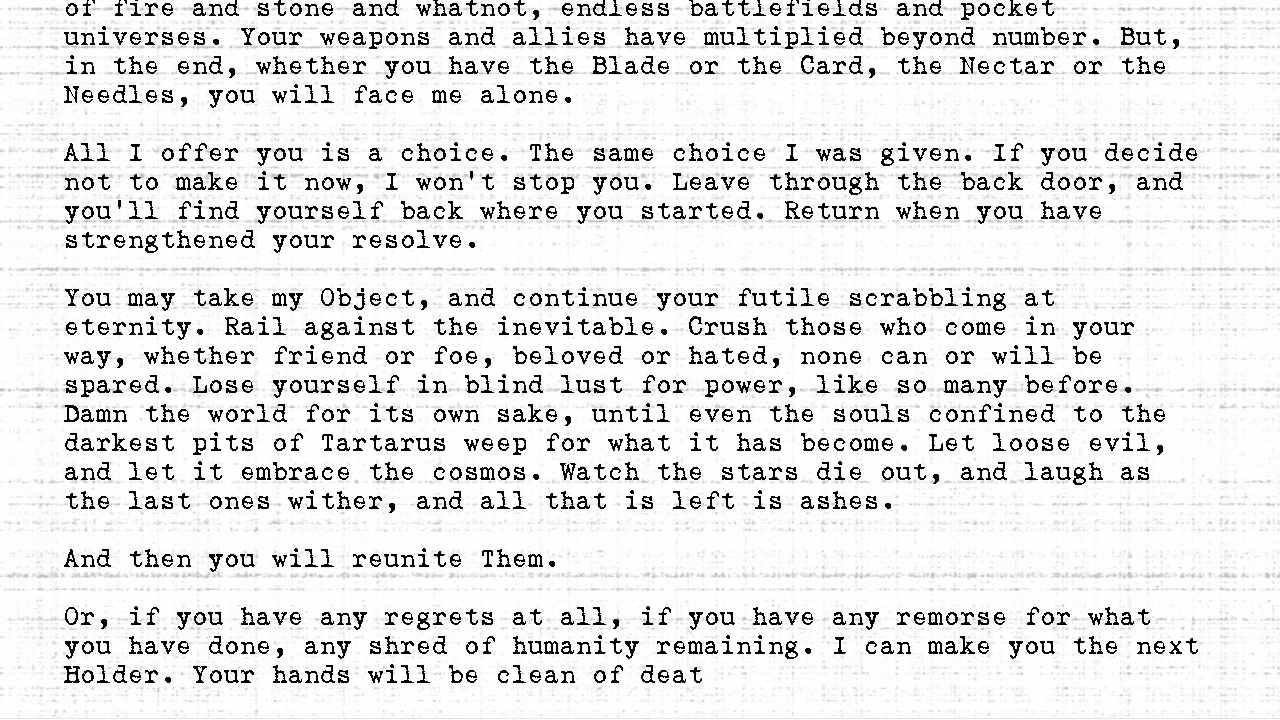 of fire and stone and whatnot, endless battlefields and pocket
universes. Your weapons and allies have multiplied beyond number. But,
in the end, whether you have the Blade or the Card, the Nectar or the
Needles, you will face me alone.
All I offer you is a choice. The same choice I was given. If you decide
not to make it now, I won't stop you. Leave through the back door, and
you'll find yourself back where you started. Return when you have
strengthened your resolve.
You may take my Object, and continue your futile scrabbling at
eternity. Rail against the inevitable. Crush those who come in your
way, whether friend or foe, beloved or hated, none can or will be
spared. Lose yourself in blind lust for power, like so many before.
Damn the world for its own sake, until even the souls confined to the
darkest pits of Tartarus weep for what it has become. Let loose evil,
and let it embrace the cosmos. Watch the stars die out, and laugh as
the last ones wither, and all that is left is ashes.
And then you will reunite Them.
Or, if you have any regrets at all, if you have any remorse for what
you have done, any shred of humanity remaining. I can make you the next
Holder. Your hands will be clean of deat